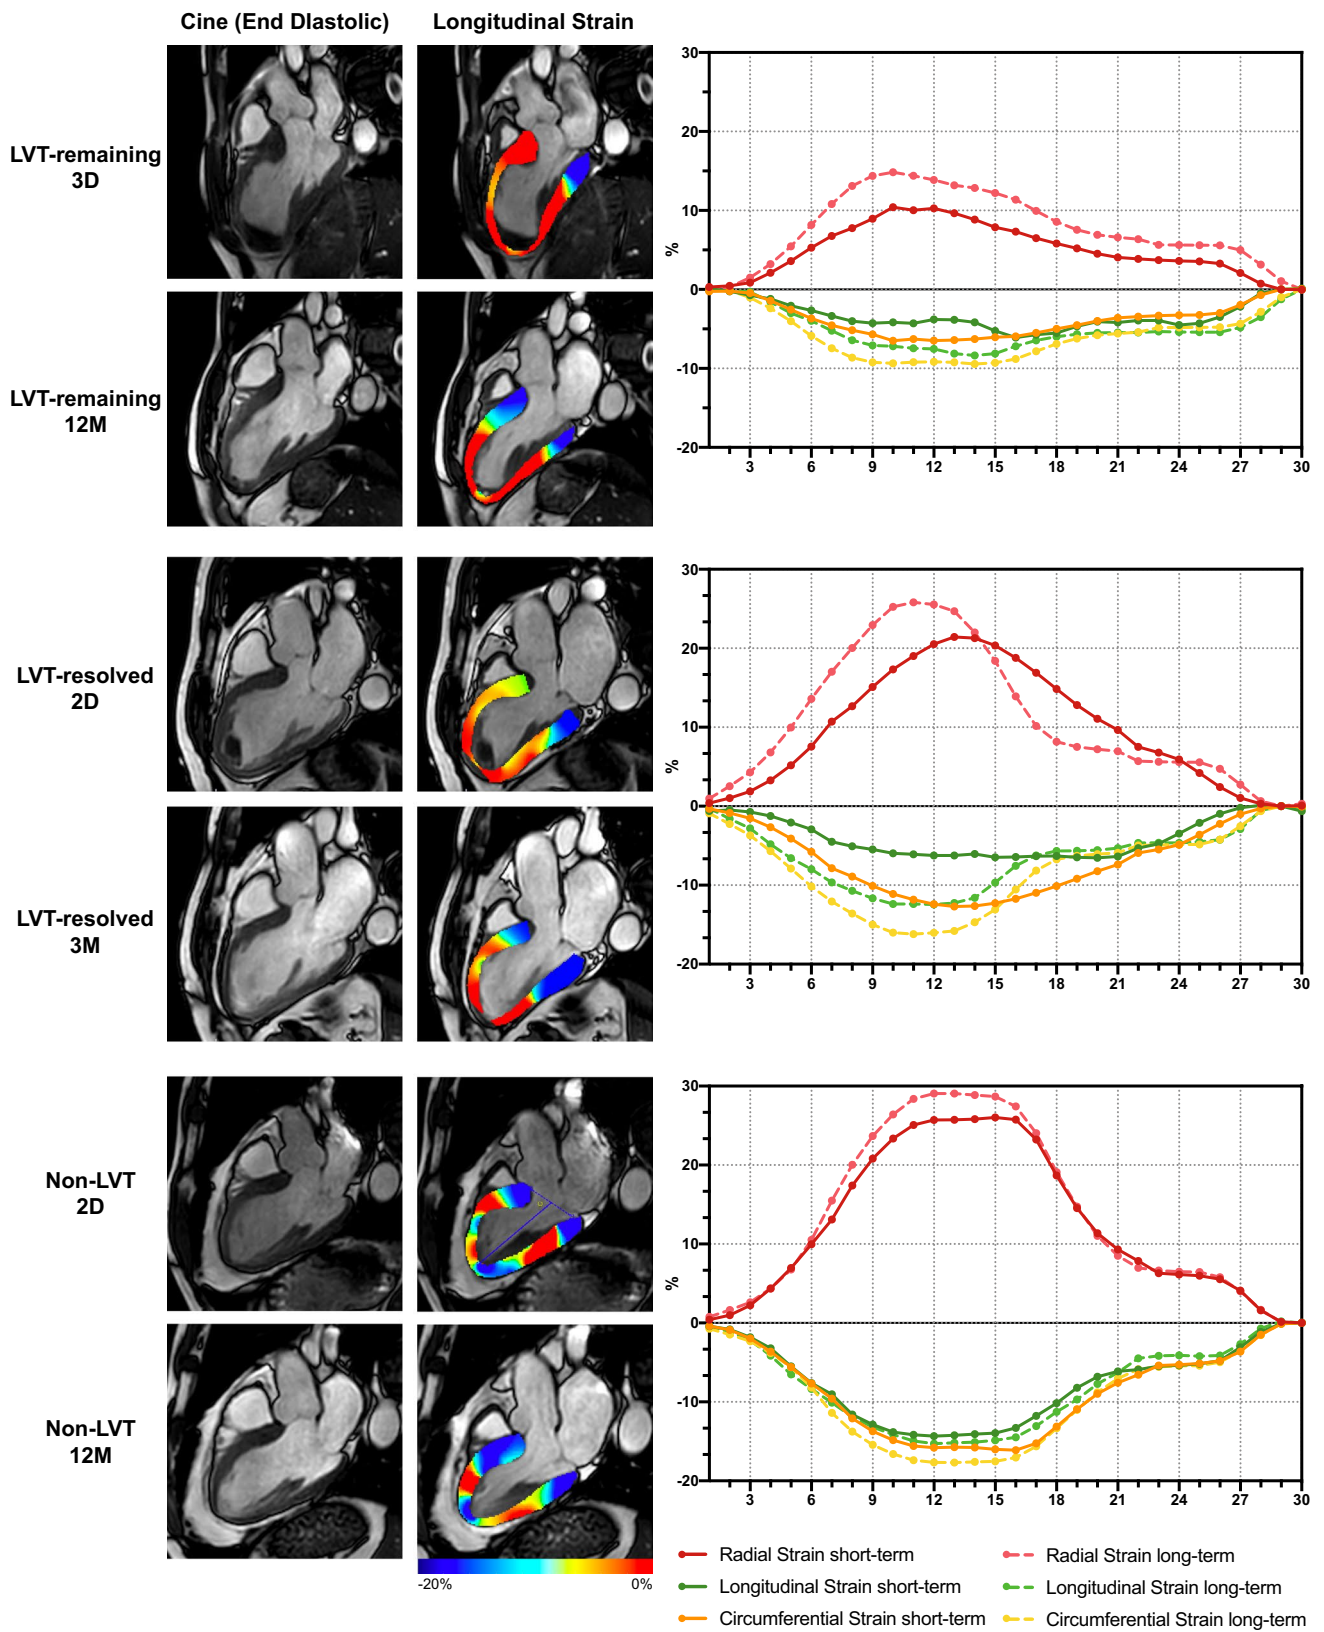 Cine (End DIastolic)
Longitudinal Strain
LVT-remaining
3D
LVT-remaining
12M
30
20
10
0
-10
-20
%
3 6 9 12 15 18 21 24 27 30
LVT-resolved
2D
LVT-resolved
3M
30
20
10
0
-10
-20
%
3 6 9 12 15 18 21 24 27 30
Non-LVT
2D
Non-LVT
12M
30
20
10
0
-10
-20
%
3 6 9 12 15 18 21 24 27 30
-20% 0%
Radial Strain short-term
Radial Strain long-term
Longitudinal Strain short-term
Longitudinal Strain long-term
Circumferential Strain short-term
Circumferential Strain long-term